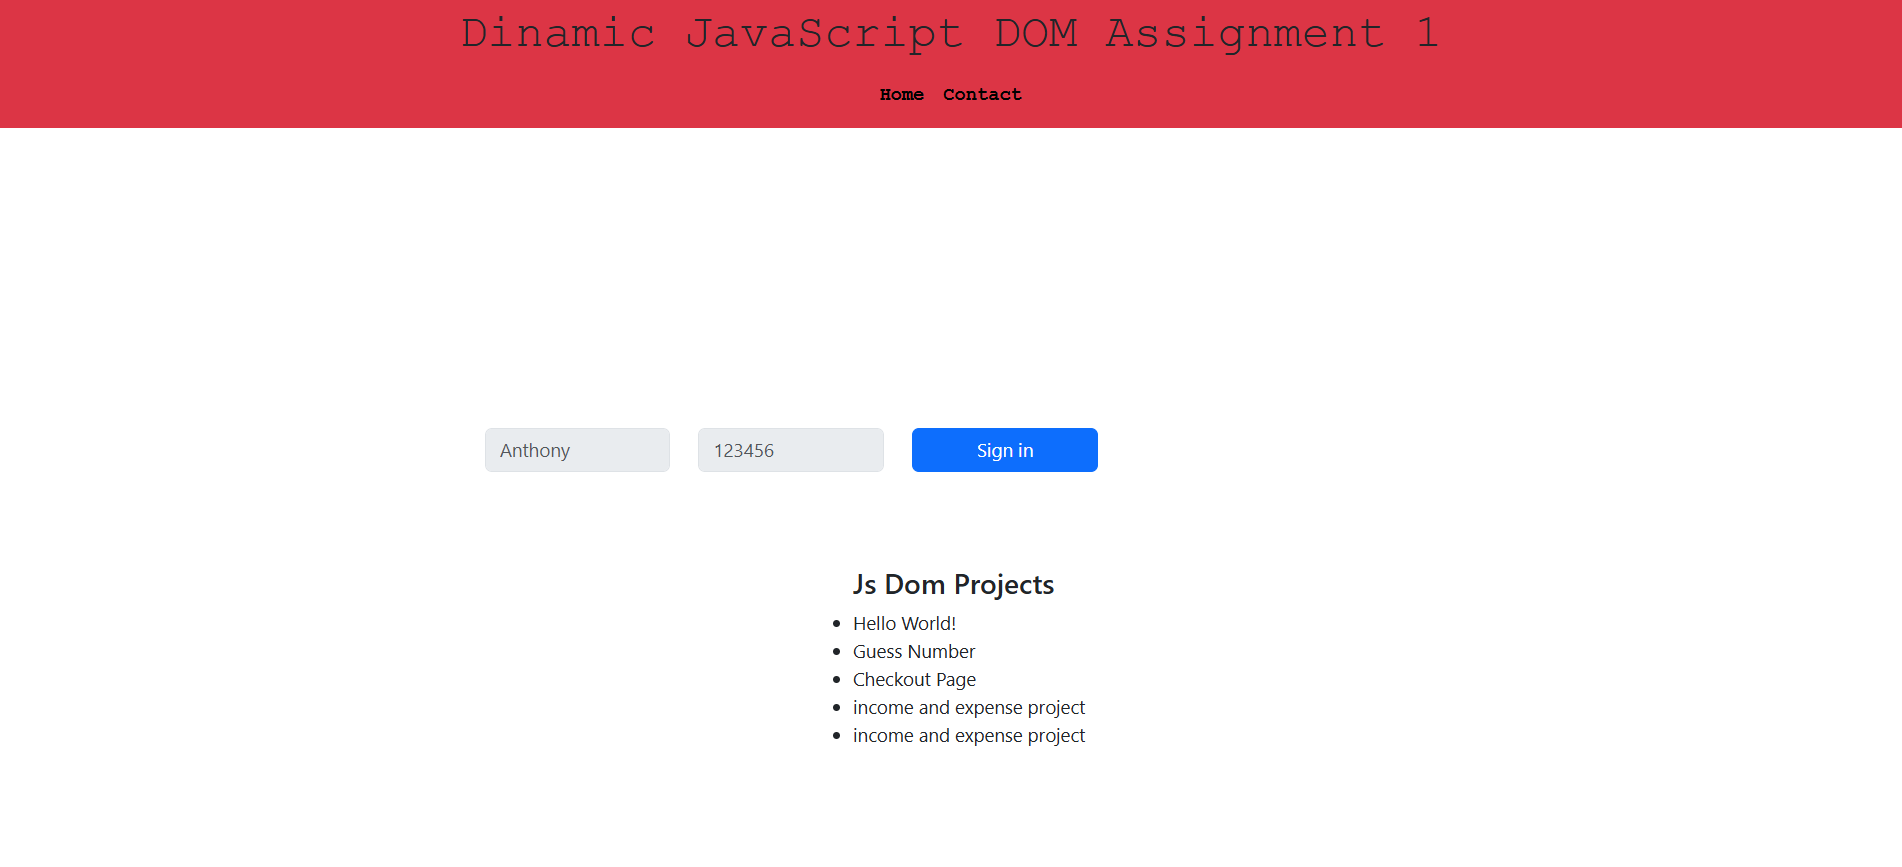 Dinamic JavaScript DOM Assignment 1
Home Contact
Anthony 123456 Sign in
Js Dom Projects
Hello World!
Guess Number
Checkout Page
income and expense project
income and expense project